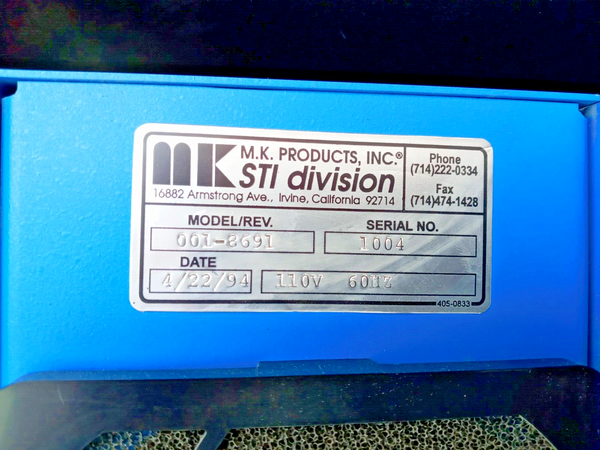 MK M.K. PRODUCTS, INC.®
STI division
16882 Armstrong Ave., Irvine, California 92714
Phone
(714)222-0334
Fax
(714)474-1428
MODEL/REV.
SERIAL NO.
001-8691
1004
DATE
4/22/94
110V 60HZ
405-0833